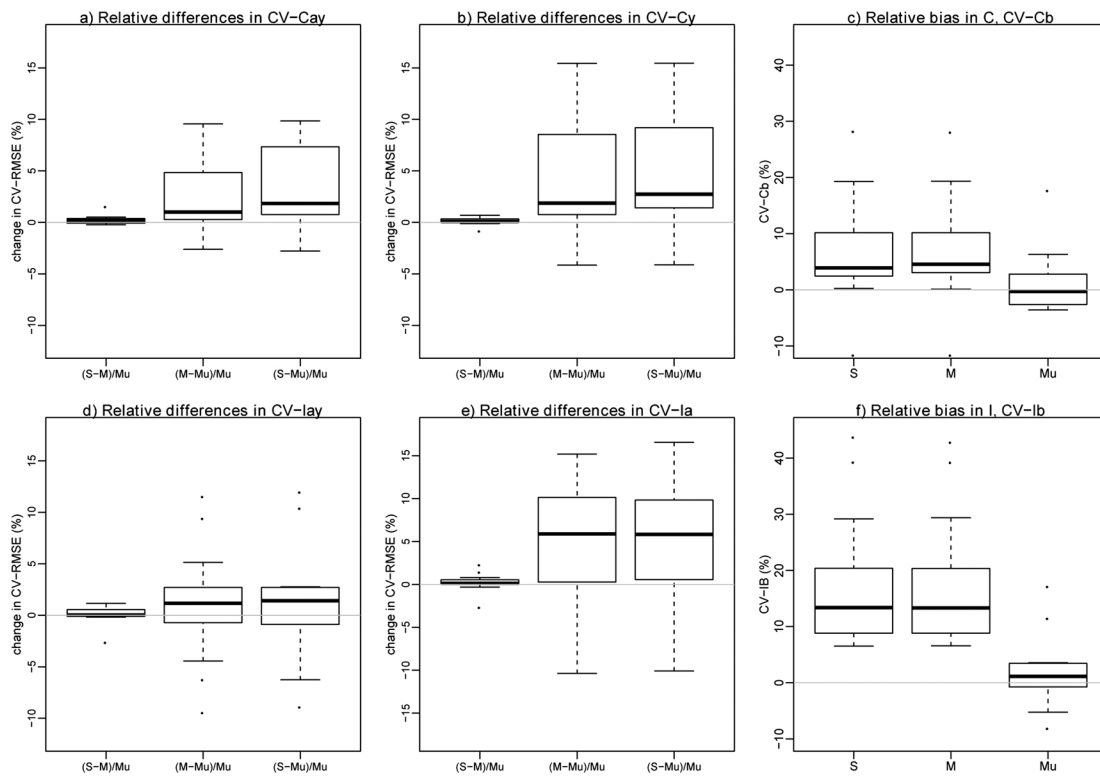 a) Relative differences in CV−Cay
change in CV−RMSE (%)
15
10
5
0
−5
−10
(S−M)/Mu (M−Mu)/Mu (S−Mu)/Mu
b) Relative differences in CV−Cy
change in CV−RMSE (%)
15
10
5
0
−5
−10
(S−M)/Mu (M−Mu)/Mu (S−Mu)/Mu
c) Relative bias in C, CV−Cb
CV−Cb (%)
40
30
20
10
0
−10
S M Mu
d) Relative differences in CV−Iay
change in CV−RMSE (%)
15
10
5
0
−5
−10
(S−M)/Mu (M−Mu)/Mu (S−Mu)/Mu
e) Relative differences in CV−Ia
change in CV−RMSE (%)
15
10
5
0
−5
−10
−15
(S−M)/Mu (M−Mu)/Mu (S−Mu)/Mu
f) Relative bias in I, CV−Ib
CV−IB (%)
40
30
20
10
0
−10
S M Mu